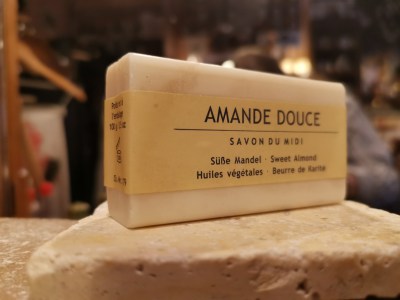 AMANDE DOUCE
SAVON DU MIDI
Süße Mandel · Sweet Almond
Huiles végétales · Beurre de Karité